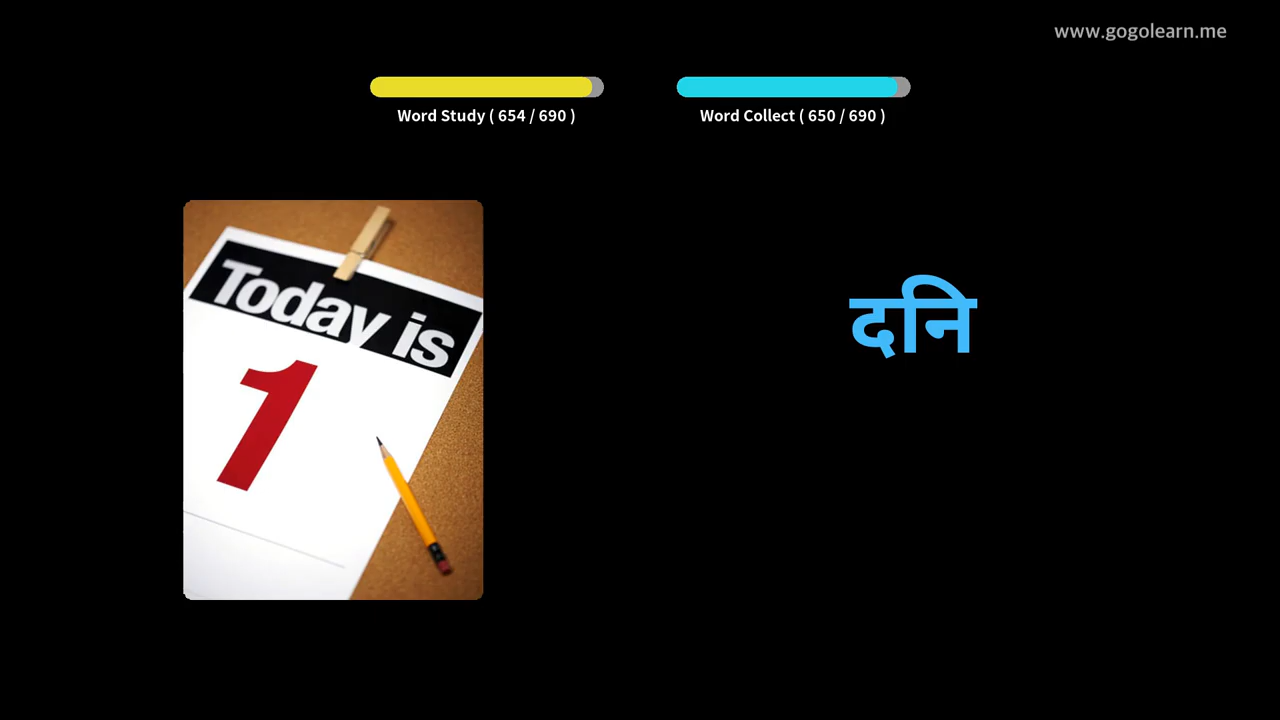 www.gogolearn.me
Word Study ( 654 / 690 )
Word Collect ( 650 / 690 )
Today is
1
दनि